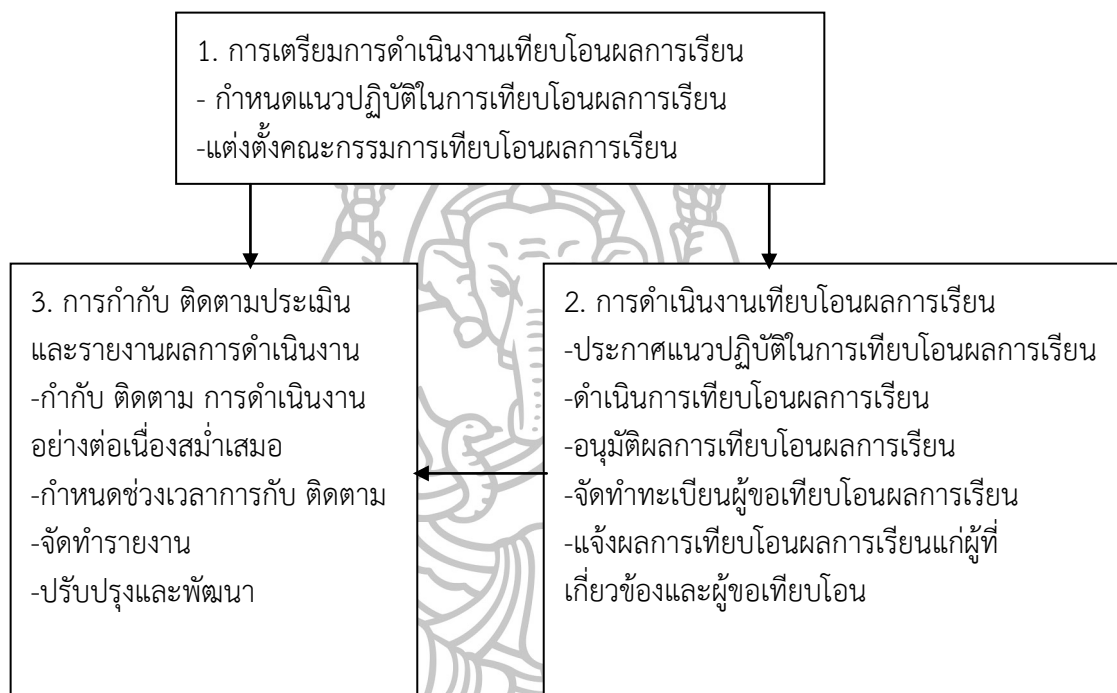 1. การเตรียมการดำเนินงานเทียบโอนผลการเรียน
- กำหนดแนวปฏิบัติในการเทียบโอนผลการเรียน
-แต่งตั้งคณะกรรมการเทียบโอนผลการเรียน
3. การกำกับ ติดตามประเมิน
และรายงานผลการดำเนินงาน
-กำกับ ติดตาม การดำเนินงาน
อย่างต่อเนื่องสม่ำเสมอ
-กำหนดช่วงเวลาการกับ ติดตาม
-จัดทำรายงาน
-ปรับปรุงและพัฒนา
2. การดำเนินงานเทียบโอนผลการเรียน
-ประกาศแนวปฏิบัติในการเทียบโอนผลการเรียน
-ดำเนินการเทียบโอนผลการเรียน
-อนุมัติผลการเทียบโอนผลการเรียน
-จัดทำทะเบียนผู้ขอเทียบโอนผลการเรียน
-แจ้งผลการเทียบโอนผลการเรียนแก่ผู้ที่
เกี่ยวข้องและผู้ขอเทียบโอน